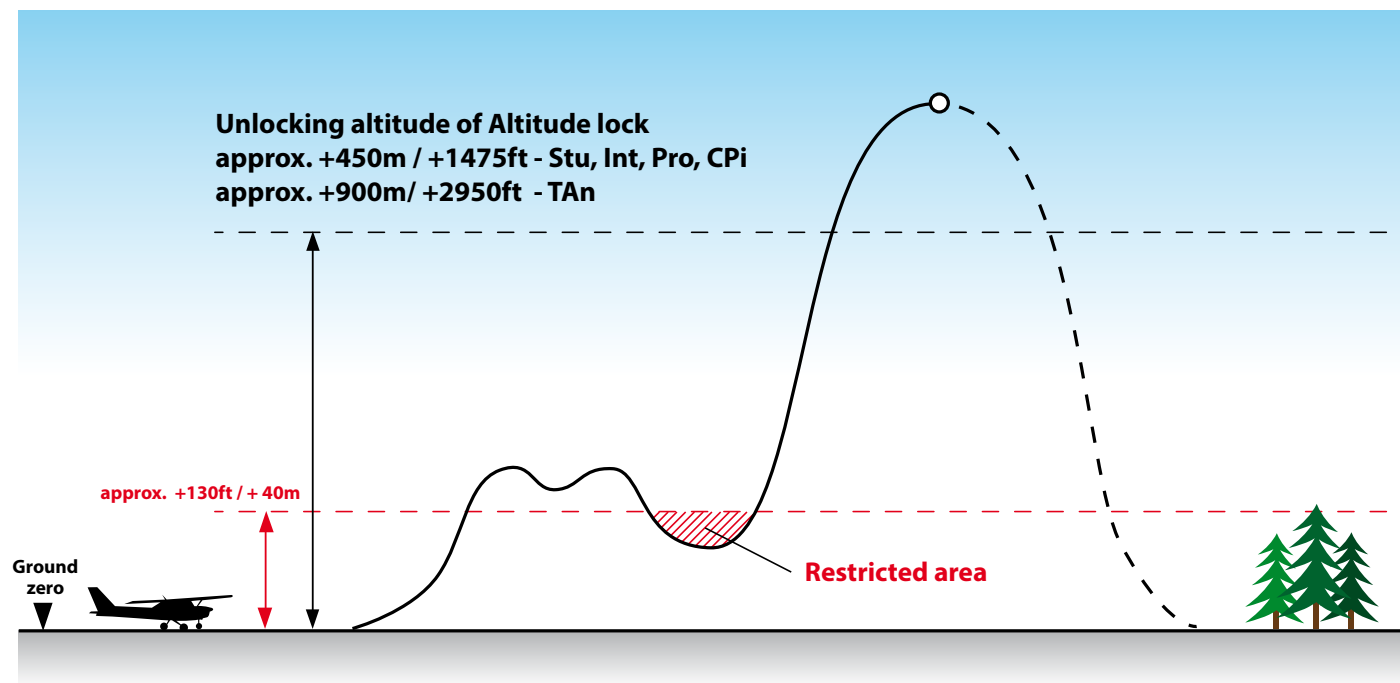 Unlocking altitude of Altitude lock
approx. +450m / +1475ft - Stu, Int, Pro, CPi
approx. +900m/ +2950ft - TAn
approx. +130ft / + 40m
Ground
zero
Restricted area